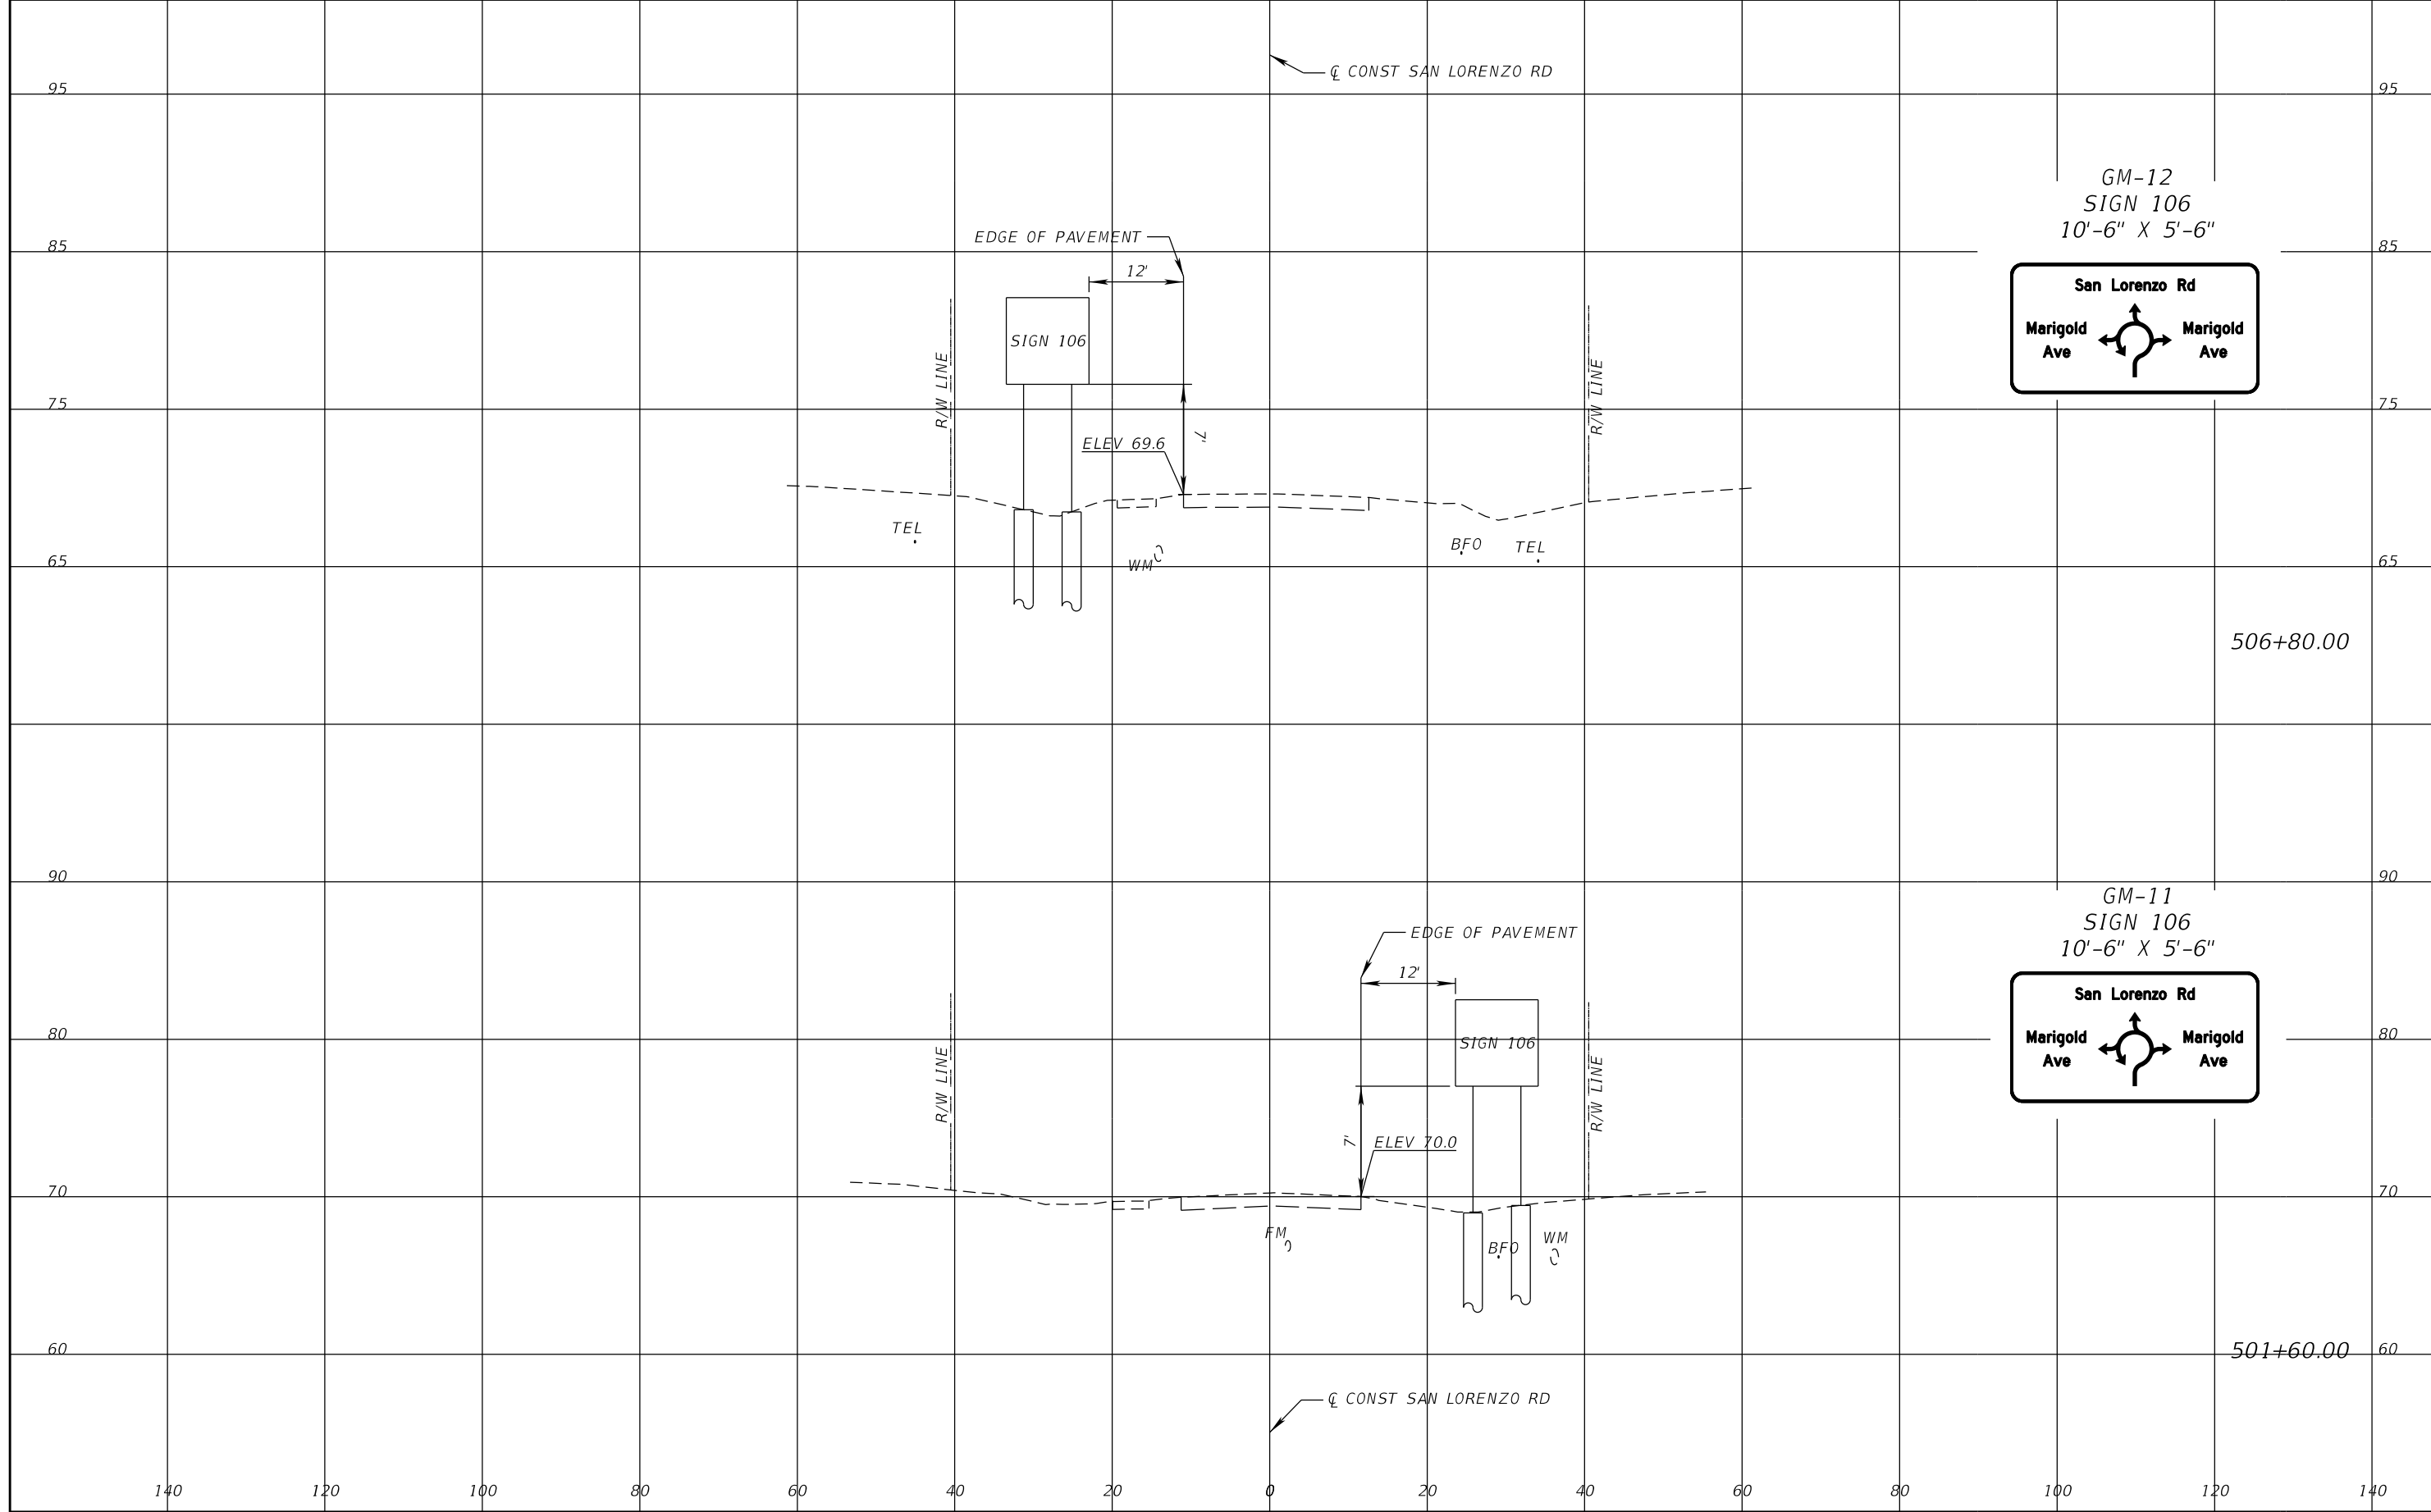 ℄ CONST SAN LORENZO RD
95
95
GM-12
SIGN 106
10'-6" X 5'-6"
EDGE OF PAVEMENT
85
85
12'
San Lorenzo Rd
Marigold
Ave
Marigold
Ave
SIGN 106
R/W LINE
R/W LINE
75
75
ELEV 69.6
7'
TEL
BFO
TEL
WM
65
65
506+80.00
90
90
GM-11
SIGN 106
10'-6" X 5'-6"
EDGE OF PAVEMENT
12'
San Lorenzo Rd
Marigold
Ave
Marigold
Ave
80
80
SIGN 106
R/W LINE
R/W LINE
7'
ELEV 70.0
70
70
FM
BFO
WM
60
60
501+60.00
℄ CONST SAN LORENZO RD
140 120 100 80 60 40 20 0 20 40 60 80 100 120 140